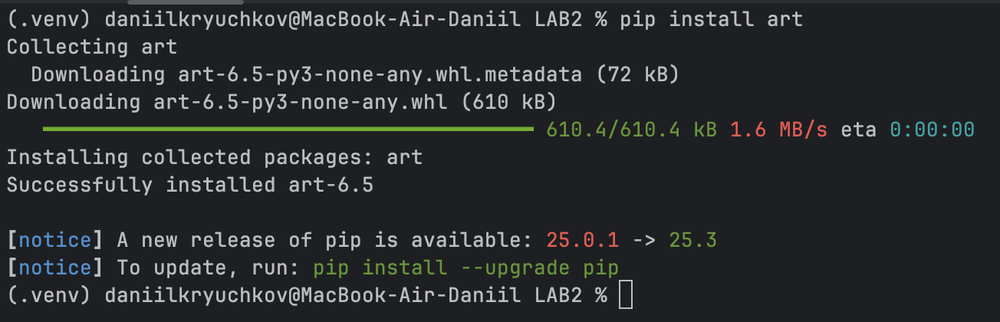 (.venv) daniilkryuchkov@MacBook-Air-Daniil LAB2 % pip install art
Collecting art
  Downloading art-6.5-py3-none-any.whl.metadata (72 kB)
Downloading art-6.5-py3-none-any.whl (610 kB)
610.4/610.4 kB 1.6 MB/s eta 0:00:00
Installing collected packages: art
Successfully installed art-6.5
[notice] A new release of pip is available: 25.0.1 -> 25.3
[notice] To update, run: pip install --upgrade pip
(.venv) daniilkryuchkov@MacBook-Air-Daniil LAB2 %